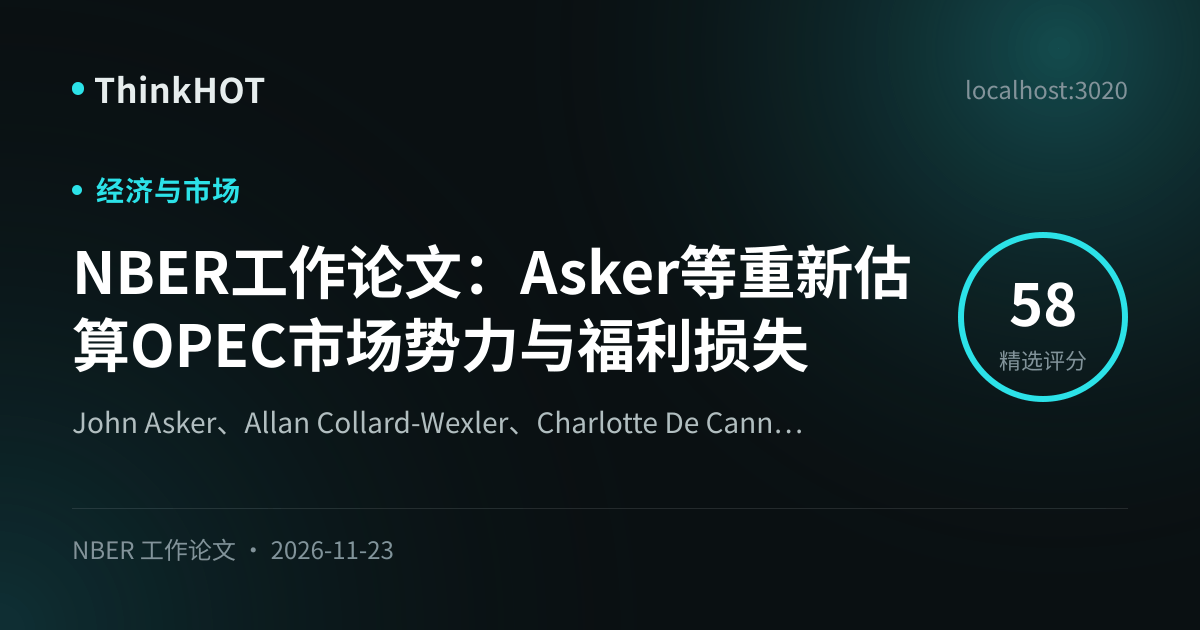 ThinkHOT
localhost:3020
经济与市场
NBER工作论文：Asker等重新估
算OPEC市场势力与福利损失
58
精选评分
John Asker、Allan Collard-Wexler、Charlotte De Cann…
NBER 工作论文 · 2026-11-23